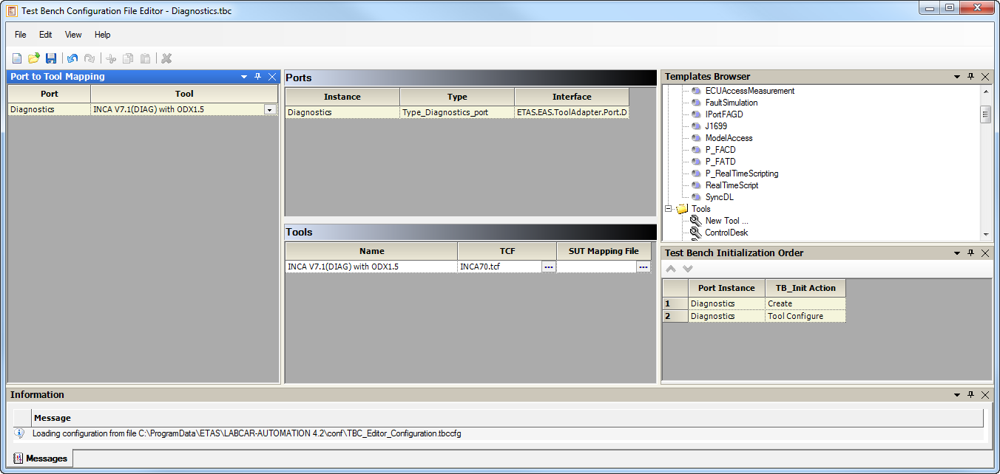 Test Bench Configuration File Editor - Diagnostics.tbc
File Edit View Help
Port to Tool Mapping
Port Tool
Diagnostics INCA V7.1(DIAG) with ODX1.5
Ports
Instance Type Interface
Diagnostics Type_Diagnostics_port ETAS.EAS.ToolAdapter.Port.D
Tools
Name TCF SUT Mapping File
INCA V7.1(DIAG) with ODX1.5 INCA70.tcf
Templates Browser
ECUAccessMeasurement
FaultSimulation
IPortFAGD
J1699
ModelAccess
P_FACD
P_FATD
P_RealTimeScripting
RealTimeScript
SyncDL
Tools
New Tool ...
ControlDesk
Test Bench Initialization Order
Port Instance TB_Init Action
1 Diagnostics Create
2 Diagnostics Tool Configure
Information
Message
Loading configuration from file C:\ProgramData\ETAS\LABCAR-AUTOMATION 4.2\conf\TBC_Editor_Configuration.tbccfg
Messages